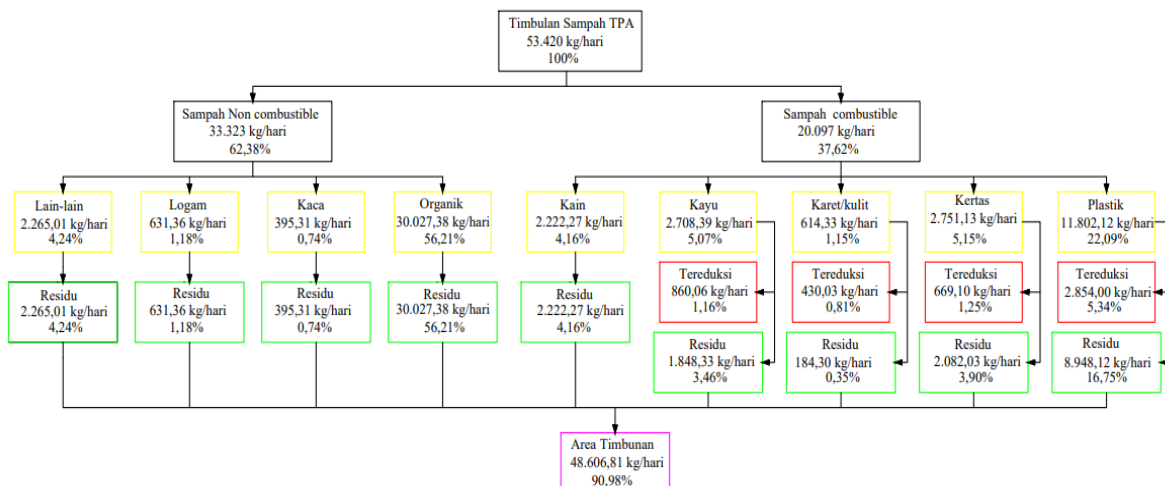 Timbulan Sampah TPA
53.420 kg/hari
100%
Sampah Non combustible
33.323 kg/hari
62,38%
Sampah combustible
20.097 kg/hari
37,62%
Lain-lain
2.265,01 kg/hari
4,24%
Logam
631,36 kg/hari
1,18%
Kaca
395,31 kg/hari
0,74%
Organik
30.027,38 kg/hari
56,21%
Kain
2.222,27 kg/hari
4,16%
Kayu
2.708,39 kg/hari
5,07%
Karet/kulit
614,33 kg/hari
1,15%
Kertas
2.751,13 kg/hari
5,15%
Plastik
11.802,12 kg/hari
22,09%
Tereduksi
860,06 kg/hari
1,16%
Tereduksi
430,03 kg/hari
0,81%
Tereduksi
669,10 kg/hari
1,25%
Tereduksi
2.854,00 kg/hari
5,34%
Residu
2.265,01 kg/hari
4,24%
Residu
631,36 kg/hari
1,18%
Residu
395,31 kg/hari
0,74%
Residu
30.027,38 kg/hari
56,21%
Residu
2.222,27 kg/hari
4,16%
Residu
1.848,33 kg/hari
3,46%
Residu
184,30 kg/hari
0,35%
Residu
2.082,03 kg/hari
3,90%
Residu
8.948,12 kg/hari
16,75%
Area Timbunan
48.606,81 kg/hari
90,98%